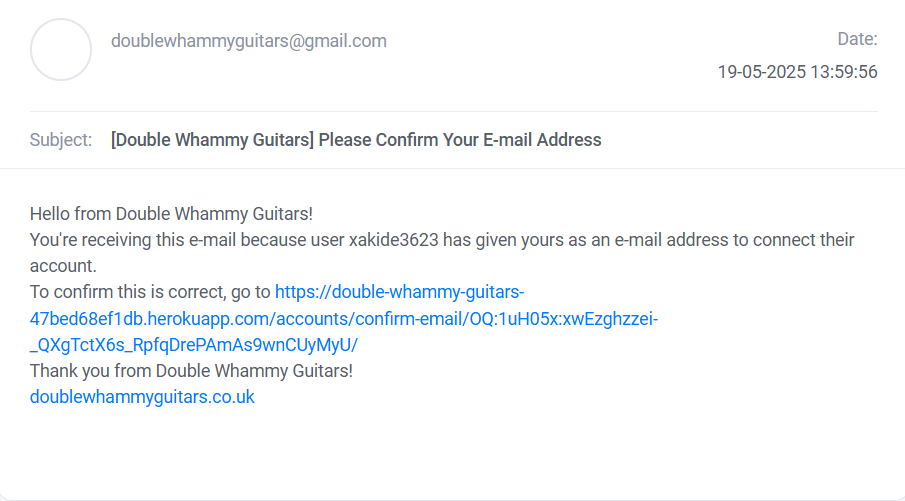 doublewhammyguitars@gmail.com
Date:
19-05-2025 13:59:56
Subject: [Double Whammy Guitars] Please Confirm Your E-mail Address
Hello from Double Whammy Guitars!
You're receiving this e-mail because user xakide3623 has given yours as an e-mail address to connect their
account.
To confirm this is correct, go to https://double-whammy-guitars-
47bed68ef1db.herokuapp.com/accounts/confirm-email/OQ:1uH05x:xwEzghzzei-
_QXgTctX6s_RpfqDrePAmAs9wnCUyMyU/
Thank you from Double Whammy Guitars!
doublewhammyguitars.co.uk